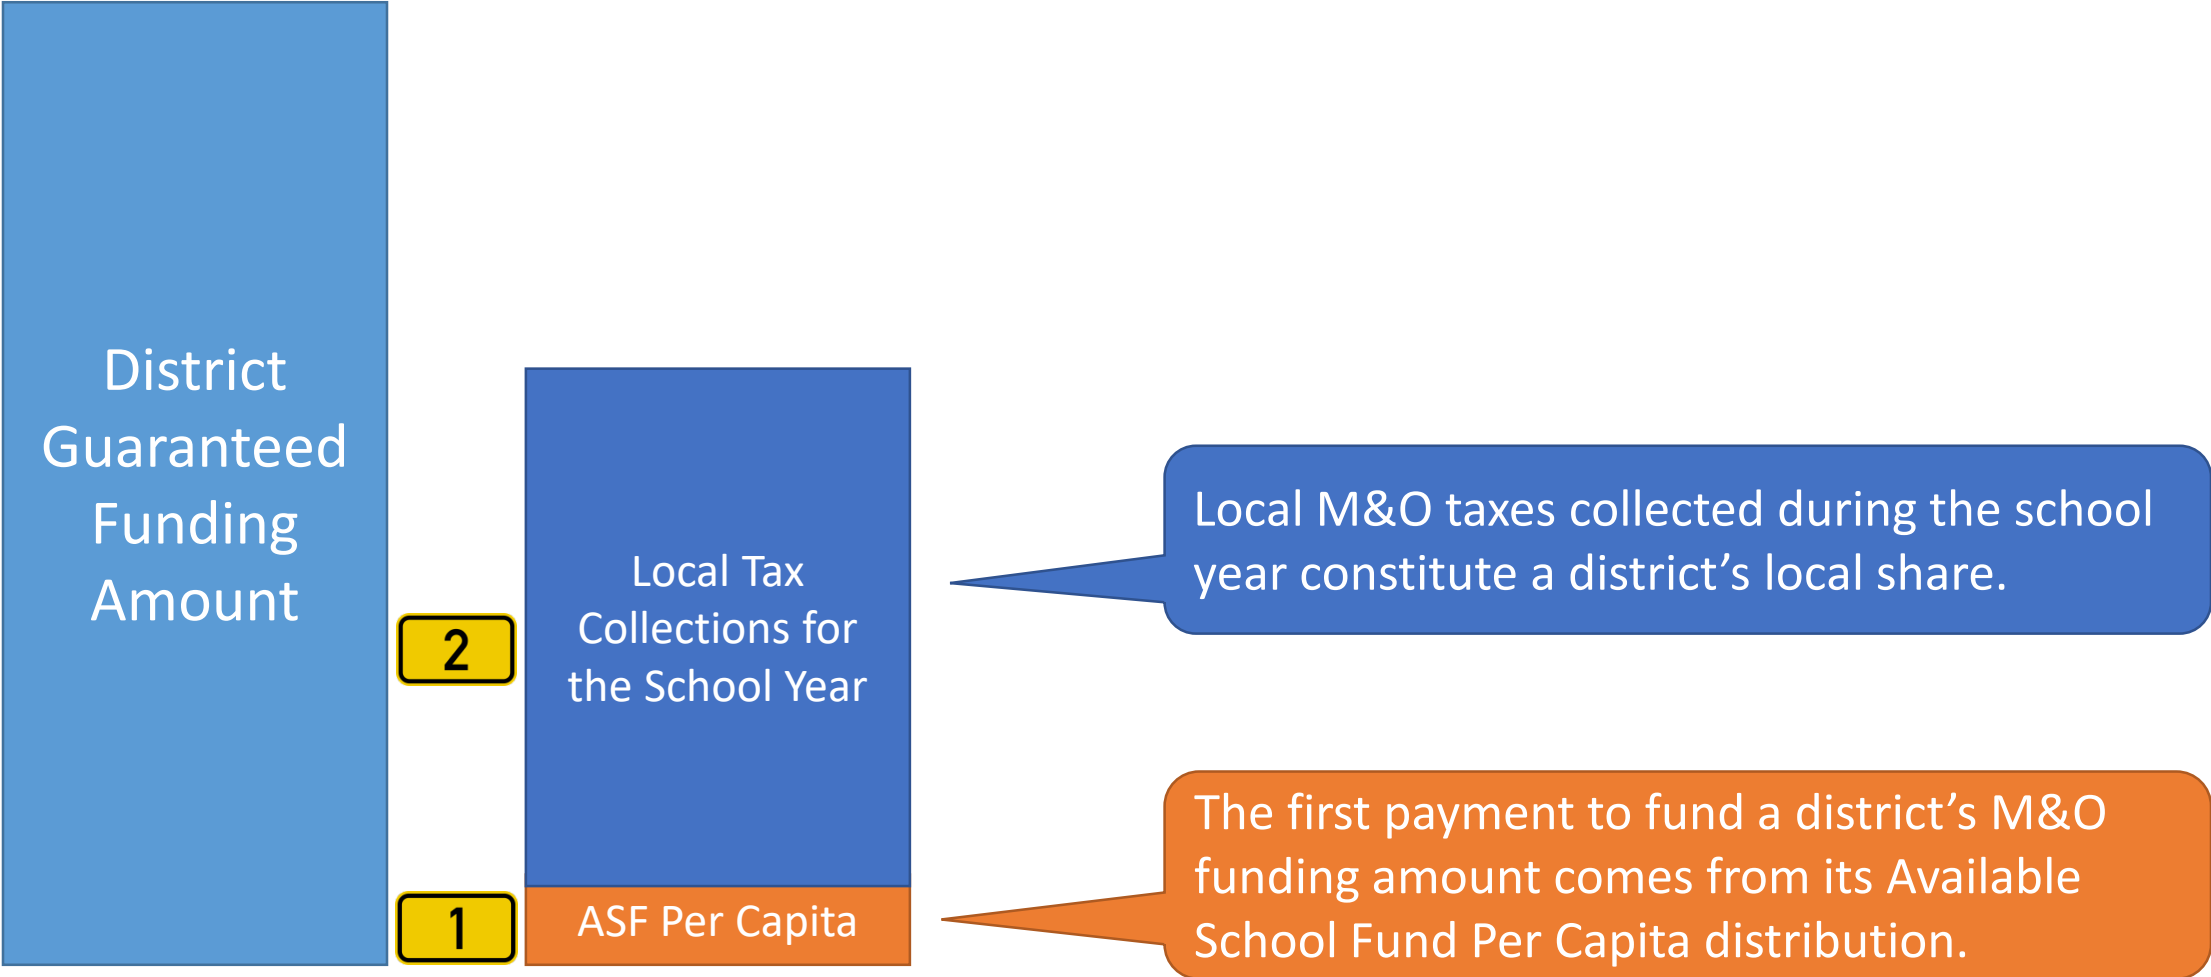 District
Guaranteed
Funding
Amount
2
Local Tax
Collections for
the School Year
Local M&O taxes collected during the school
year constitute a district’s local share.
1
ASF Per Capita
The first payment to fund a district’s M&O
funding amount comes from its Available
School Fund Per Capita distribution.